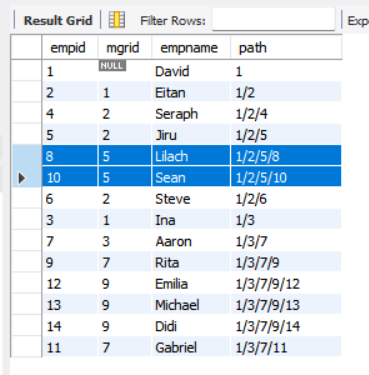 Result Grid Filter Rows: Exp
empid mgrid empname path
1 NULL David 1
2 1 Eitan 1/2
4 2 Seraph 1/2/4
5 2 Jiru 1/2/5
8 5 Lilach 1/2/5/8
10 5 Sean 1/2/5/10
6 2 Steve 1/2/6
3 1 Ina 1/3
7 3 Aaron 1/3/7
9 7 Rita 1/3/7/9
12 9 Emilia 1/3/7/9/12
13 9 Michael 1/3/7/9/13
14 9 Didi 1/3/7/9/14
11 7 Gabriel 1/3/7/11